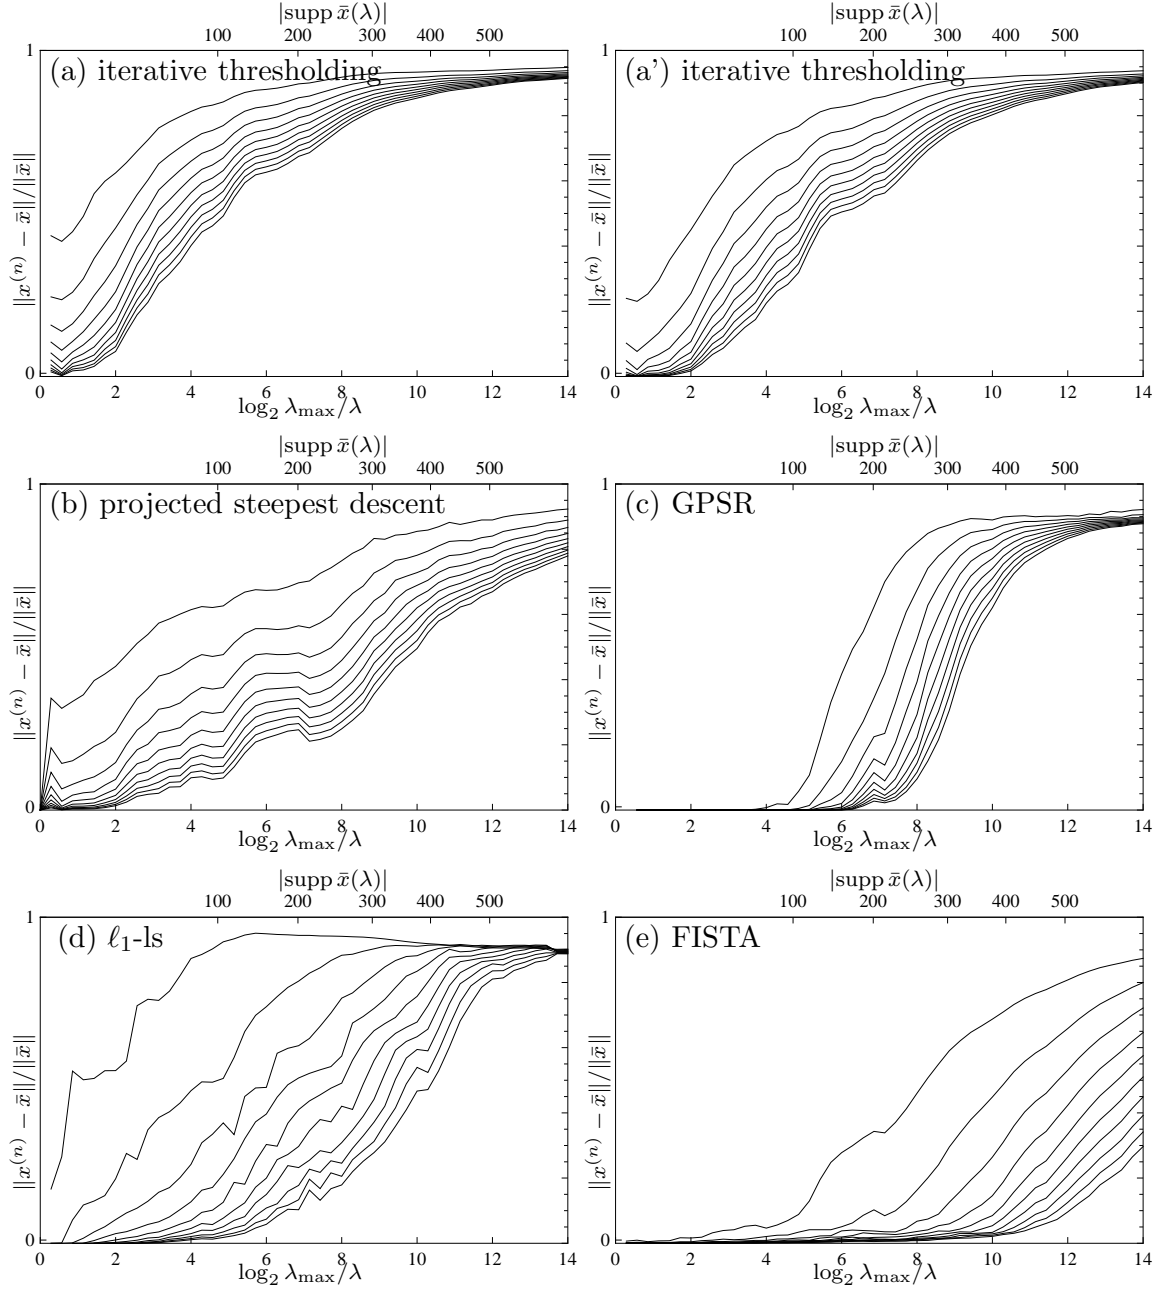 |supp x̄(λ)|
100 200 300 400 500
1
(a) iterative thresholding
||x⁽ⁿ⁾ − x̄||/||x̄||
0
0 2 4 6 8 10 12 14
log₂ λmax/λ
|supp x̄(λ)|
100 200 300 400 500
1
(a') iterative thresholding
||x⁽ⁿ⁾ − x̄||/||x̄||
0
0 2 4 6 8 10 12 14
log₂ λmax/λ
|supp x̄(λ)|
100 200 300 400 500
1
(b) projected steepest descent
||x⁽ⁿ⁾ − x̄||/||x̄||
0
0 2 4 6 8 10 12 14
log₂ λmax/λ
|supp x̄(λ)|
100 200 300 400 500
1
(c) GPSR
||x⁽ⁿ⁾ − x̄||/||x̄||
0
0 2 4 6 8 10 12 14
log₂ λmax/λ
|supp x̄(λ)|
100 200 300 400 500
1
(d) ℓ₁-ls
||x⁽ⁿ⁾ − x̄||/||x̄||
0
0 2 4 6 8 10 12 14
log₂ λmax/λ
|supp x̄(λ)|
100 200 300 400 500
1
(e) FISTA
||x⁽ⁿ⁾ − x̄||/||x̄||
0
0 2 4 6 8 10 12 14
log₂ λmax/λ